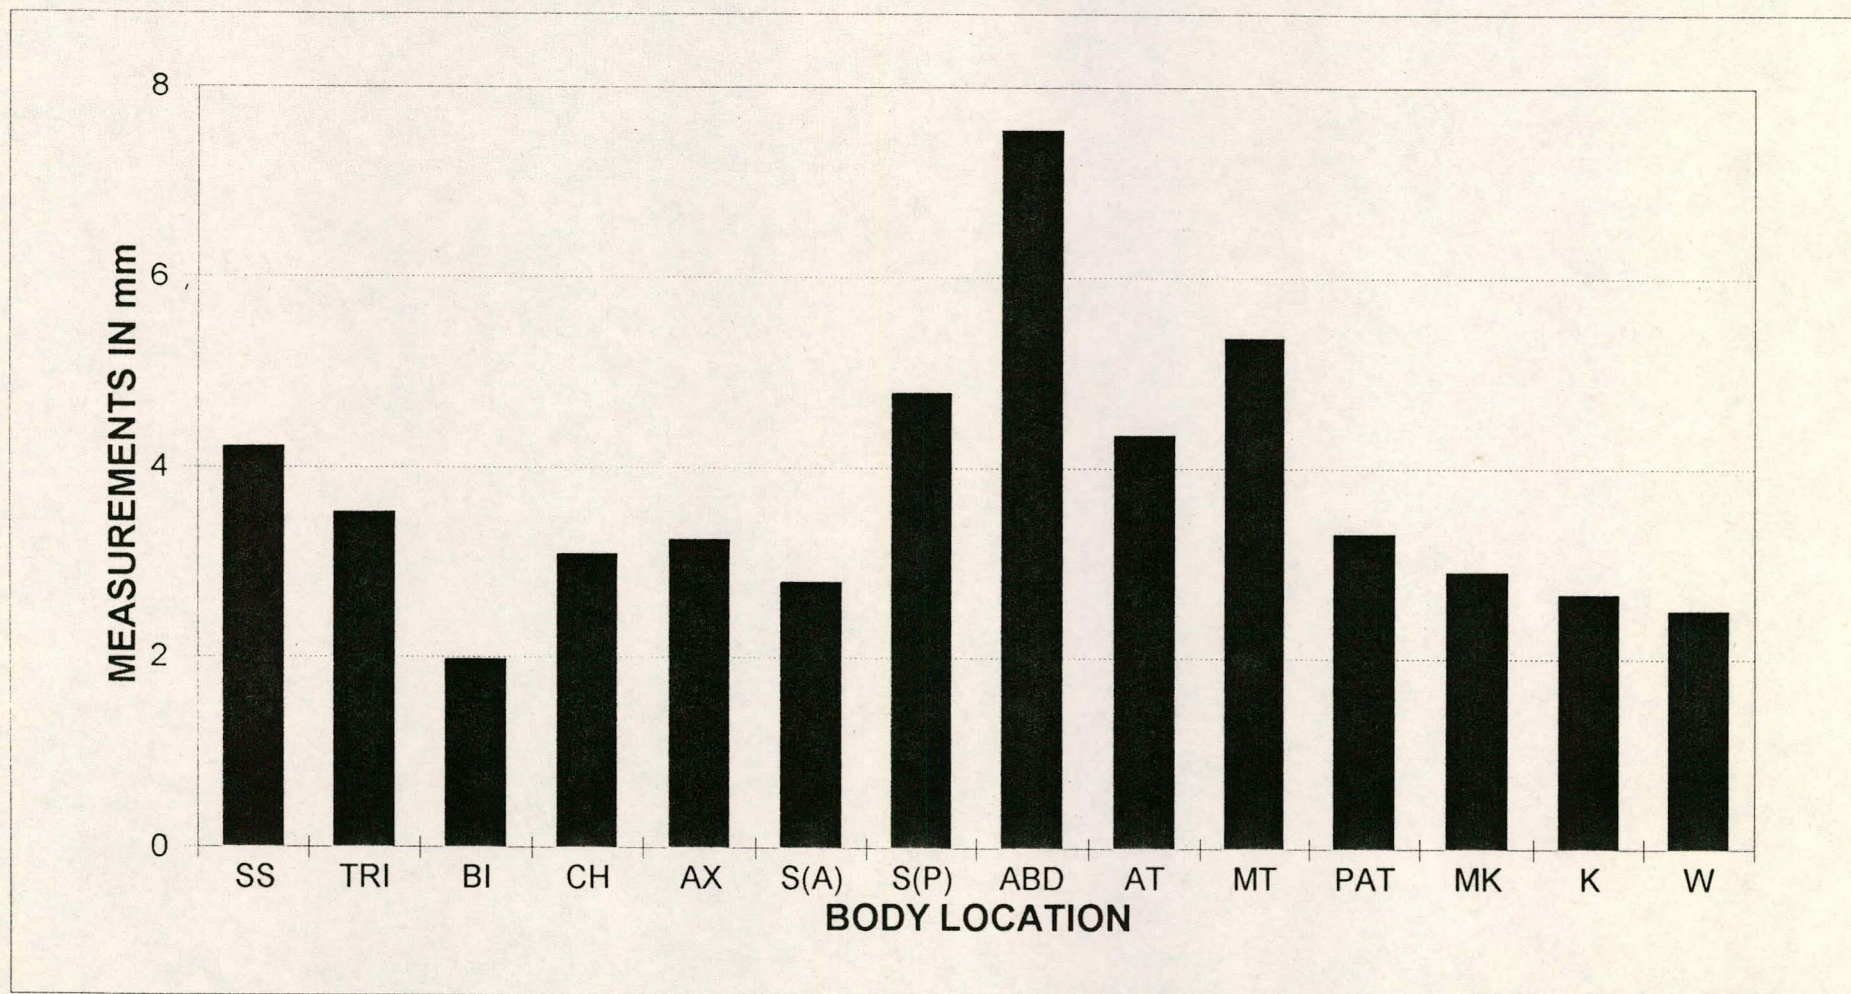 8
6
4
2
0
MEASUREMENTS IN mm
SS TRI BI CH AX S(A) S(P) ABD AT MT PAT MK K W
BODY LOCATION